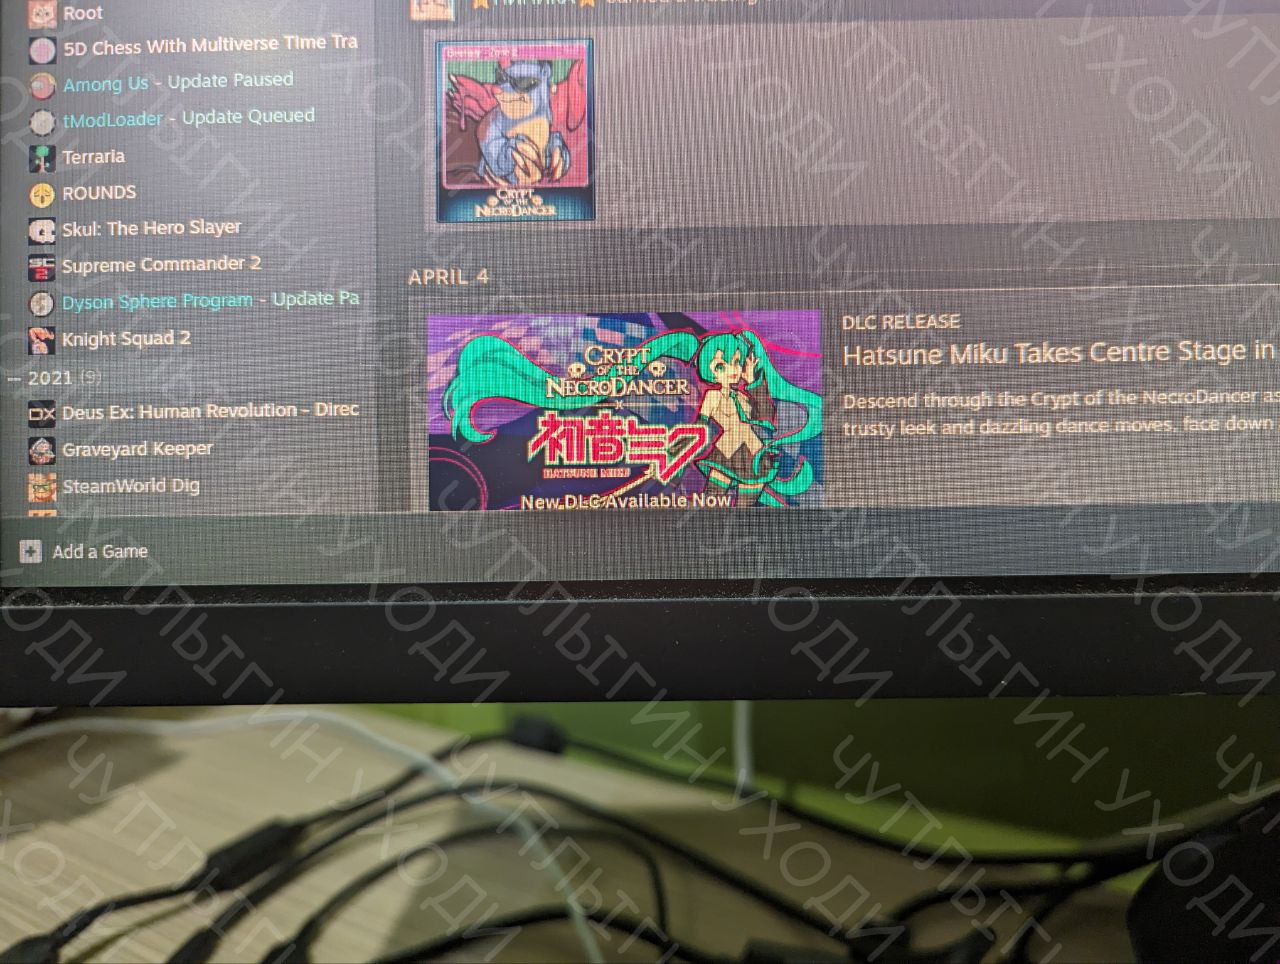 Root
5D Chess With Multiverse Time Tra
Among Us - Update Paused
tModLoader - Update Queued
Terraria
ROUNDS
Skul: The Hero Slayer
Supreme Commander 2
Dyson Sphere Program - Update Pa
Knight Squad 2
— 2021 (9)
Deus Ex: Human Revolution - Direc
Graveyard Keeper
SteamWorld Dig
+ Add a Game
CRYPT
OF THE
NECRODANCER
APRIL 4
CRYPT
OF THE
NECRODANCER
X
初音ミク
HATSUNE MIKU
New DLC Available Now
DLC RELEASE
Hatsune Miku Takes Centre Stage in
Descend through the Crypt of the NecroDancer as
trusty leek and dazzling dance moves, face down
ЧУПЛЫГИН УХОДИ